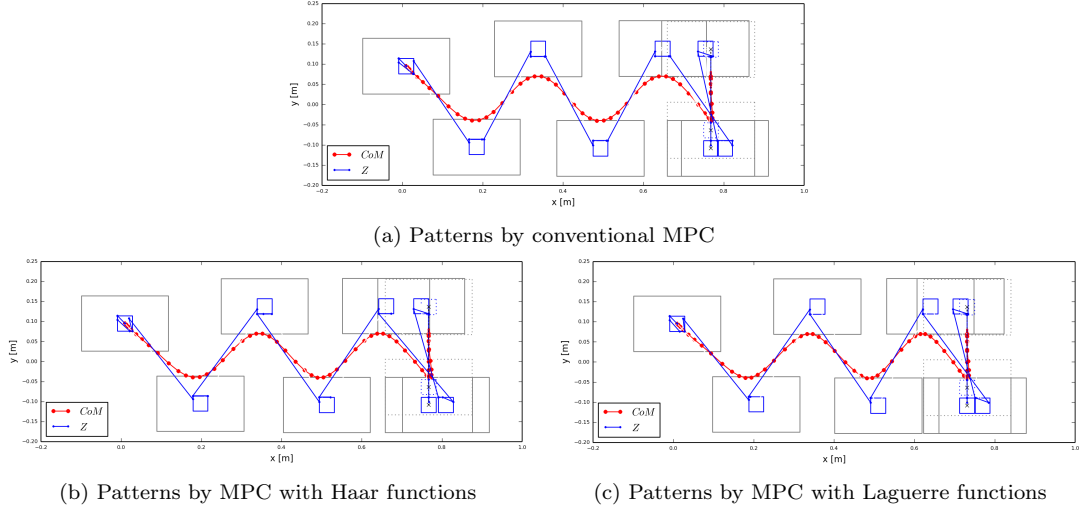 0.25
0.20
0.15
0.10
0.05
0.00
−0.05
−0.10
−0.15
−0.20
y [m]
CoM
Z
−0.2 0.0 0.2 0.4 0.6 0.8 1.0
x [m]
(a) Patterns by conventional MPC
0.25
0.20
0.15
0.10
0.05
0.00
−0.05
−0.10
−0.15
−0.20
y [m]
CoM
Z
−0.2 0.0 0.2 0.4 0.6 0.8 1.0
x [m]
(b) Patterns by MPC with Haar functions
0.25
0.20
0.15
0.10
0.05
0.00
−0.05
−0.10
−0.15
−0.20
y [m]
CoM
Z
−0.2 0.0 0.2 0.4 0.6 0.8 1.0
x [m]
(c) Patterns by MPC with Laguerre functions